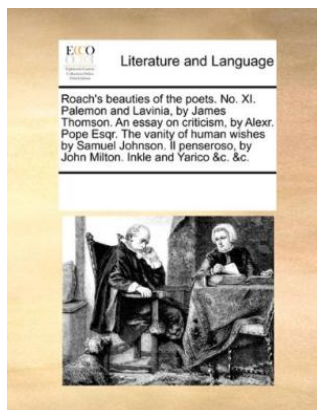 ECCO
Literature and Language
Roach's beauties of the poets. No. XI.
Palemon and Lavinia, by James
Thomson. An essay on criticism, by Alexr.
Pope Esqr. The vanity of human wishes
by Samuel Johnson. Il penseroso, by
John Milton. Inkle and Yarico &c. &c.